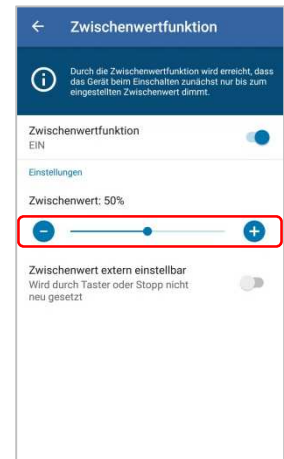 Zwischenwertfunktion
Durch die Zwischenwertfunktion wird erreicht, dass
das Gerät beim Einschalten zunächst nur bis zum
eingestellten Zwischenwert dimmt.
Zwischenwertfunktion
EIN
Einstellungen
Zwischenwert: 50%
Zwischenwert extern einstellbar
Wird durch Taster oder Stopp nicht
neu gesetzt